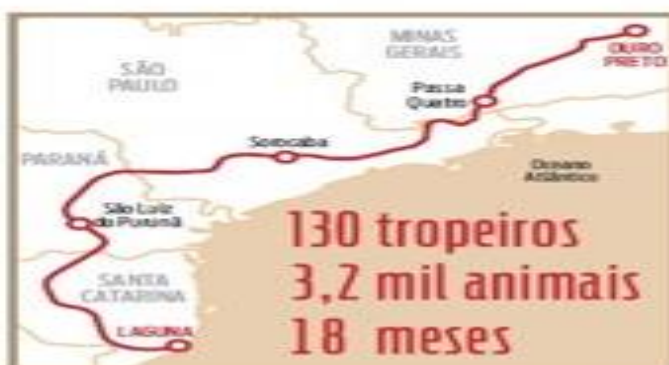 MINAS
GERAIS
OURO
PRETO
SÃO
PAULO
Passa
Quatro
Sorocaba
PARANÁ
Oceano
Atlântico
São Luiz
do Purunã
130 tropeiros
SANTA
CATARINA
3,2 mil animais
LAGUNA
18 meses